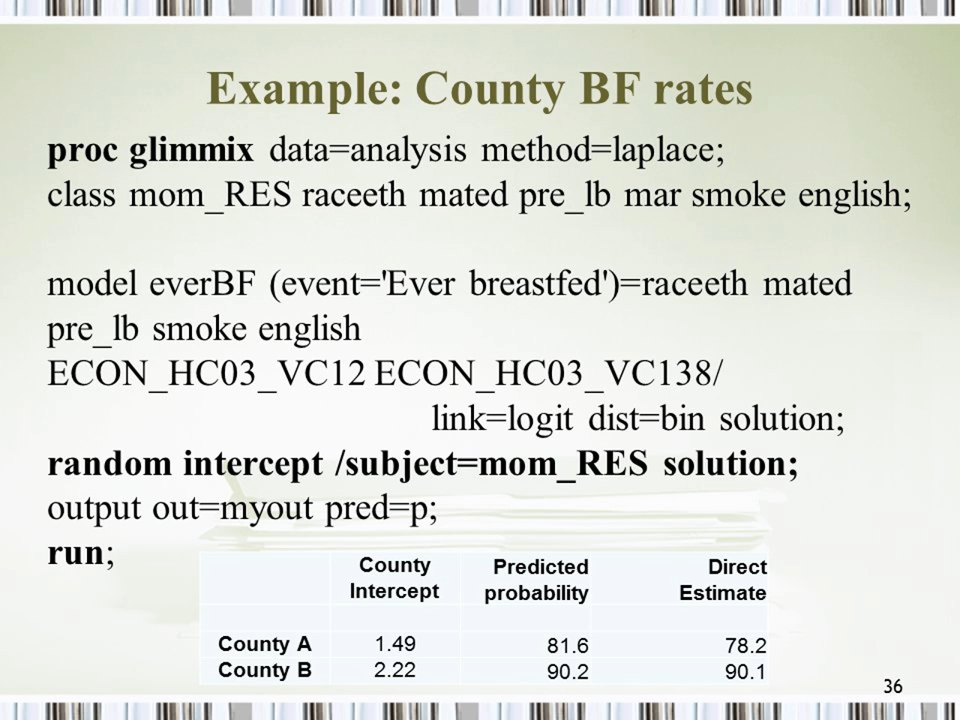 Example: County BF rates
proc glimmix data=analysis method=laplace;
class mom_RES raceeth mated pre_lb mar smoke english;
model everBF (event='Ever breastfed')=raceeth mated
pre_lb smoke english
ECON_HC03_VC12 ECON_HC03_VC138/
link=logit dist=bin solution;
random intercept /subject=mom_RES solution;
output out=myout pred=p;
run;
County Intercept Predicted probability Direct Estimate
County A 1.49 81.6 78.2
County B 2.22 90.2 90.1
36